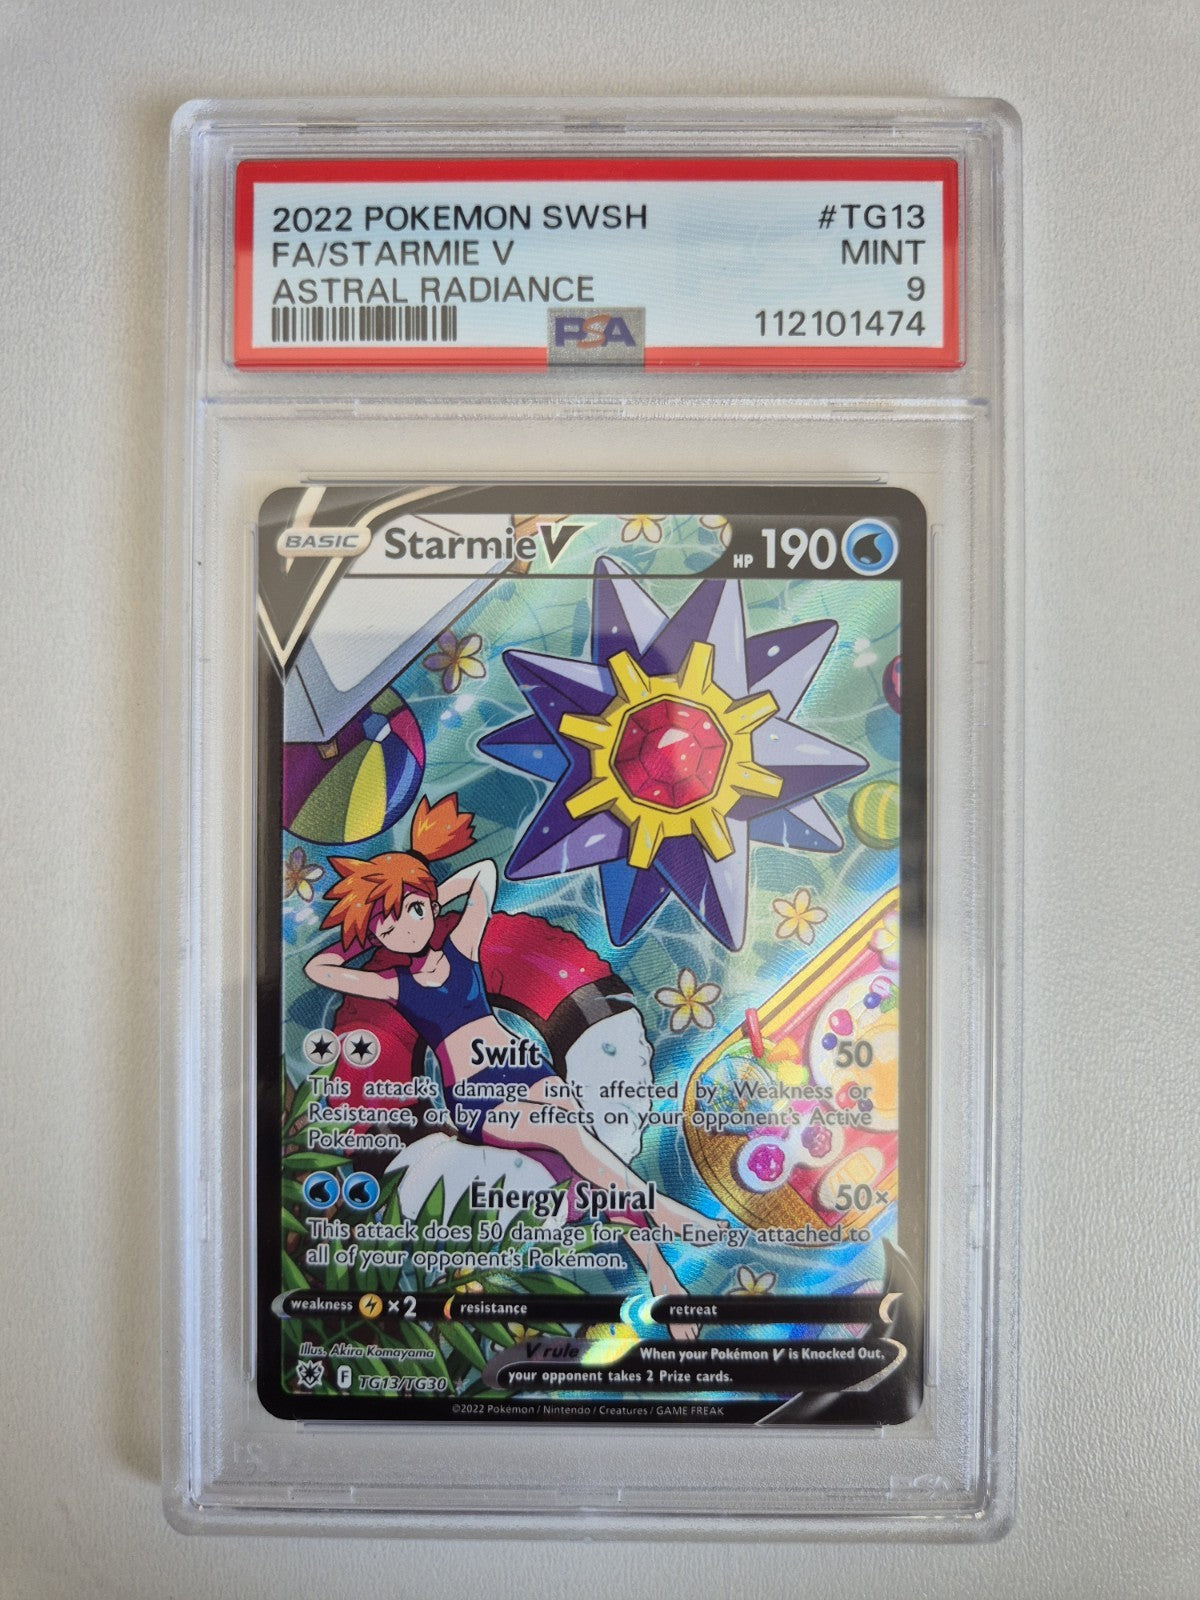 2022 POKEMON SWSH #TG13
FA/STARMIE V MINT
ASTRAL RADIANCE 9
PSA 112101474
BASIC Starmie V HP 190
Swift 50
This attack's damage isn't affected by Weakness or
Resistance, or by any effects on your opponent's Active
Pokémon.
Energy Spiral 50×
This attack does 50 damage for each Energy attached to
all of your opponent's Pokémon.
weakness ×2 resistance retreat
Illus. Akira Komayama
V rule When your Pokémon V is Knocked Out,
your opponent takes 2 Prize cards.
F TG13/TG30
©2022 Pokémon / Nintendo / Creatures / GAME FREAK